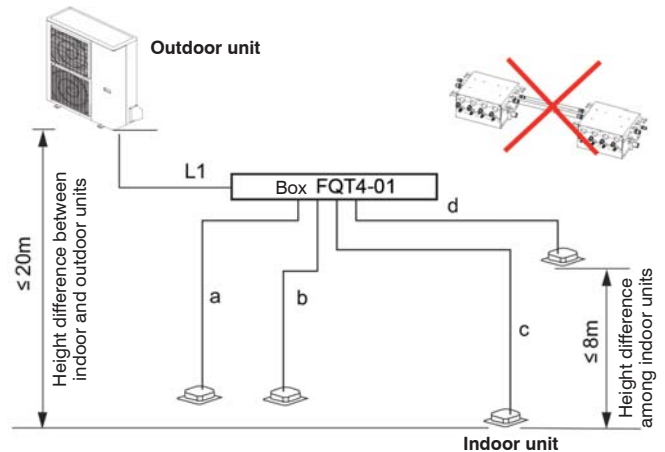 Outdoor unit
L1
Box FQT4-01
d
a
b
c
≤ 20m
Height difference between
indoor and outdoor units
≤ 8m
Height difference
among indoor units
Indoor unit